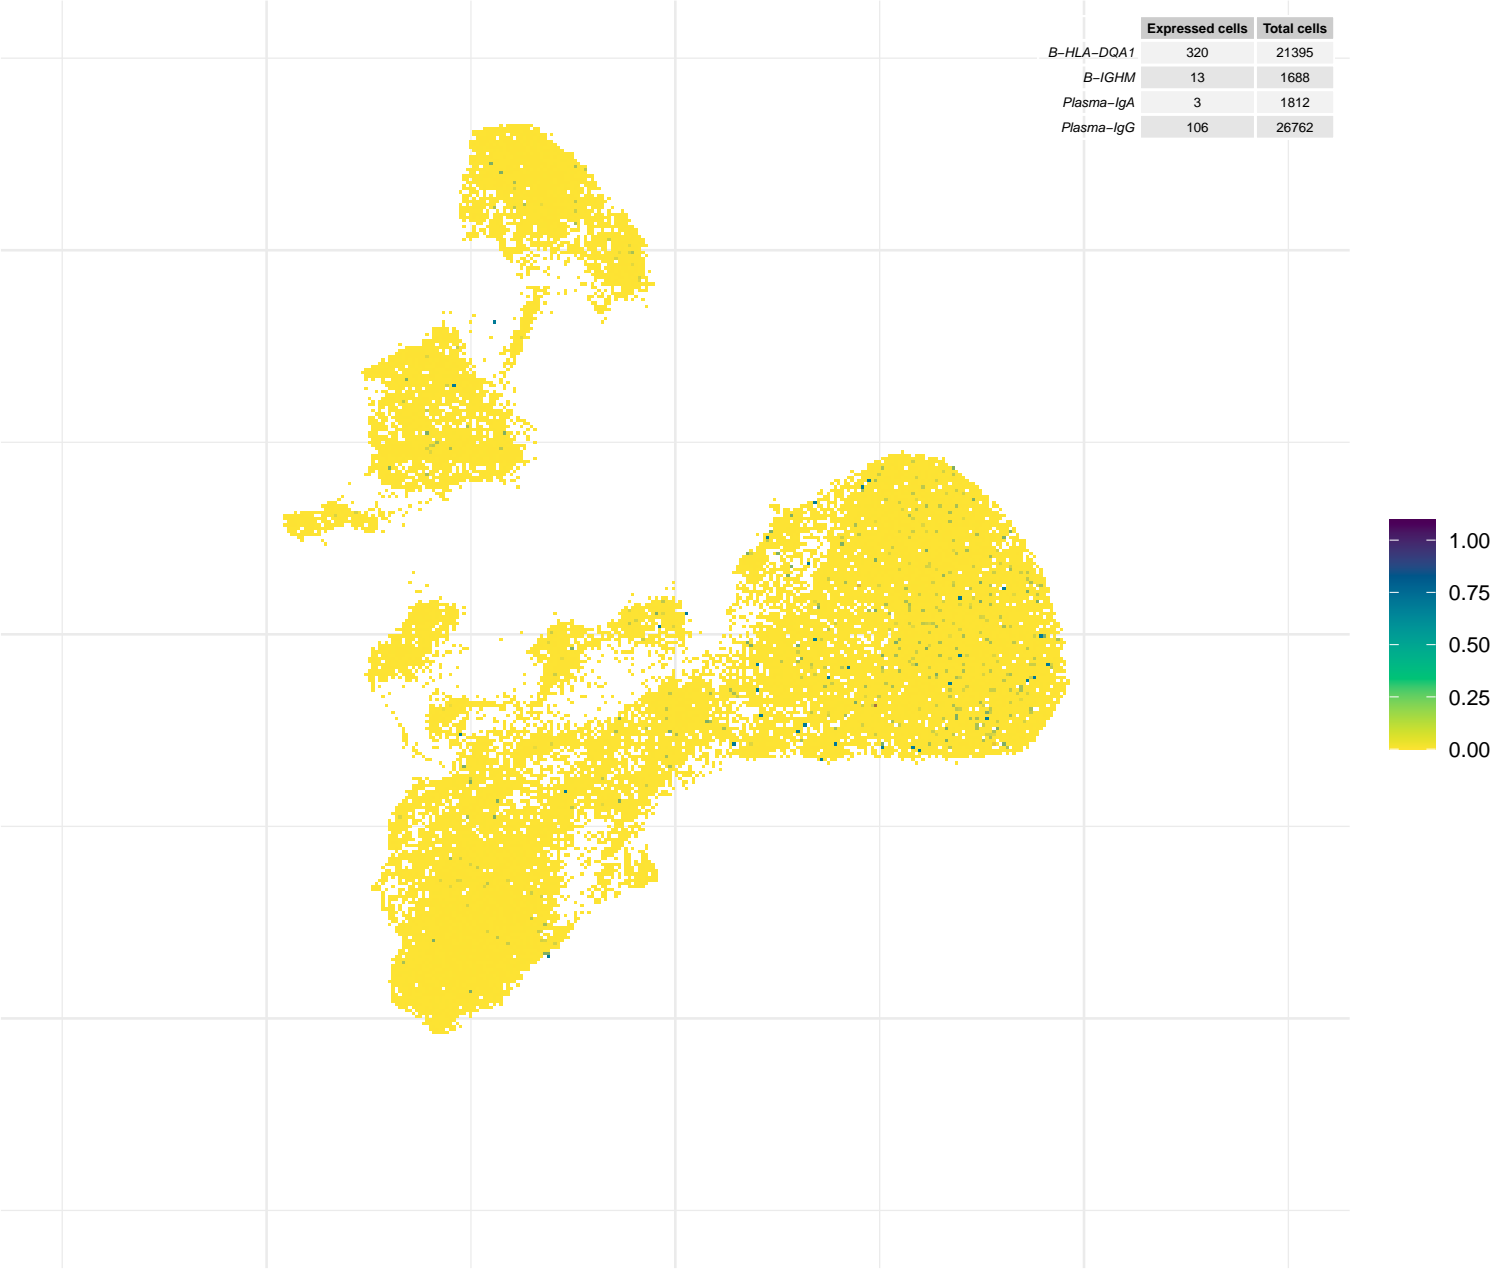 Expressed cells Total cells
B−HLA−DQA1 320 21395
B−IGHM 13 1688
Plasma−IgA 3 1812
Plasma−IgG 106 26762
1.00
0.75
0.50
0.25
0.00